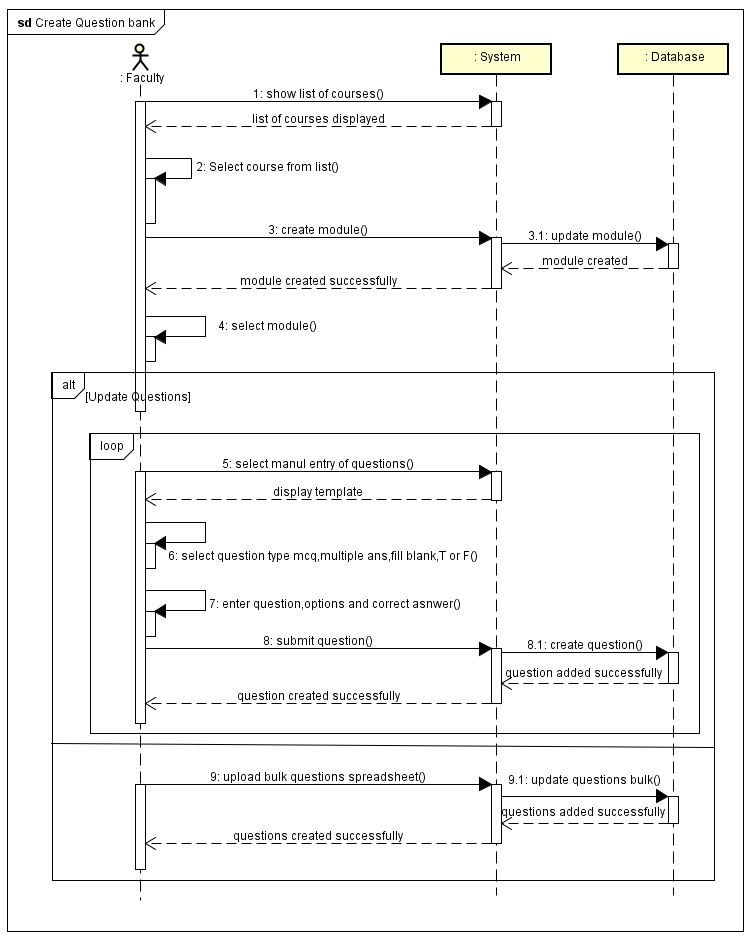 sd Create Question bank
: Faculty
: System
: Database
1: show list of courses()
list of courses displayed
2: Select course from list()
3: create module()
3.1: update module()
module created
module created successfully
4: select module()
alt
[Update Questions]
loop
5: select manul entry of questions()
display template
6: select question type mcq,multiple ans,fill blank,T or F()
7: enter question,options and correct asnwer()
8: submit question()
8.1: create question()
question added successfully
question created successfully
9: upload bulk questions spreadsheet()
9.1: update questions bulk()
questions added successfully
questions created successfully